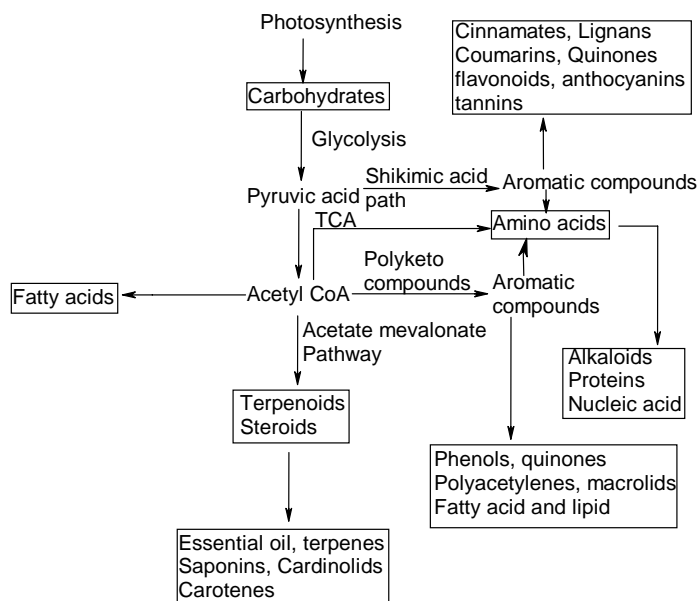 Photosynthesis
Cinnamates, Lignans
Coumarins, Quinones
flavonoids, anthocyanins
tannins
Carbohydrates
Glycolysis
Shikimic acid
path
Pyruvic acid
Aromatic compounds
TCA
Amino acids
Polyketo
compounds
Fatty acids
Acetyl CoA
Aromatic
compounds
Acetate mevalonate
Pathway
Alkaloids
Proteins
Nucleic acid
Terpenoids
Steroids
Phenols, quinones
Polyacetylenes, macrolids
Fatty acid and lipid
Essential oil, terpenes
Saponins, Cardinolids
Carotenes